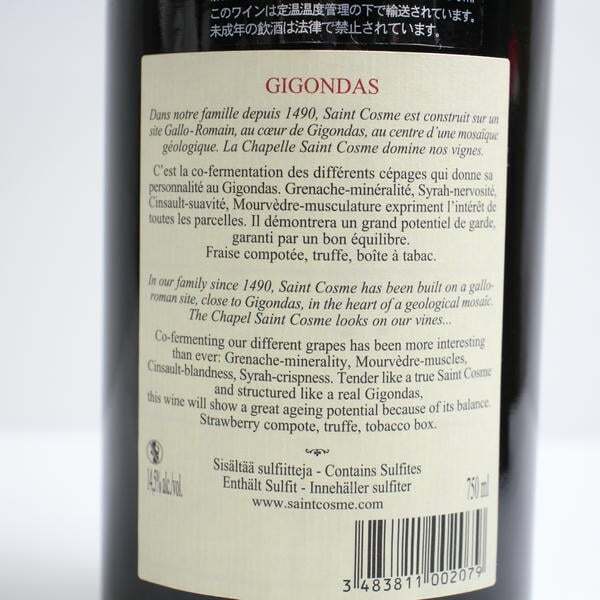 このワインは定温温度管理の下で輸送されています。
未成年の飲酒は法律で禁止されています。
GIGONDAS
Dans notre famille depuis 1490, Saint Cosme est construit sur un
site Gallo-Romain, au cœur de Gigondas, au centre d'une mosaïque
géologique. La Chapelle Saint Cosme domine nos vignes.
C'est la co-fermentation des différents cépages qui donne sa
personnalité au Gigondas. Grenache-minéralité, Syrah-nervosité,
Cinsault-suavité, Mourvèdre-musculature expriment l'intérêt de
toutes les parcelles. Il démontrera un grand potentiel de garde,
garanti par un bon équilibre.
Fraise compotée, truffe, boîte à tabac.
In our family since 1490, Saint Cosme has been built on a gallo-
roman site, close to Gigondas, in the heart of a geological mosaic.
The Chapel Saint Cosme looks on our vines...
Co-fermenting our different grapes has been more interesting
than ever: Grenache-minerality, Mourvèdre-muscles,
Cinsault-blandness, Syrah-crispness. Tender like a true Saint Cosme
and structured like a real Gigondas,
this wine will show a great ageing potential because of its balance.
Strawberry compote, truffe, tobacco box.
Sisältää sulfiitteja - Contains Sulfites
Enthält Sulfit - Innehåller sulfiter
14,5% alc./vol.
750 ml
www.saintcosme.com
3 483811 002079